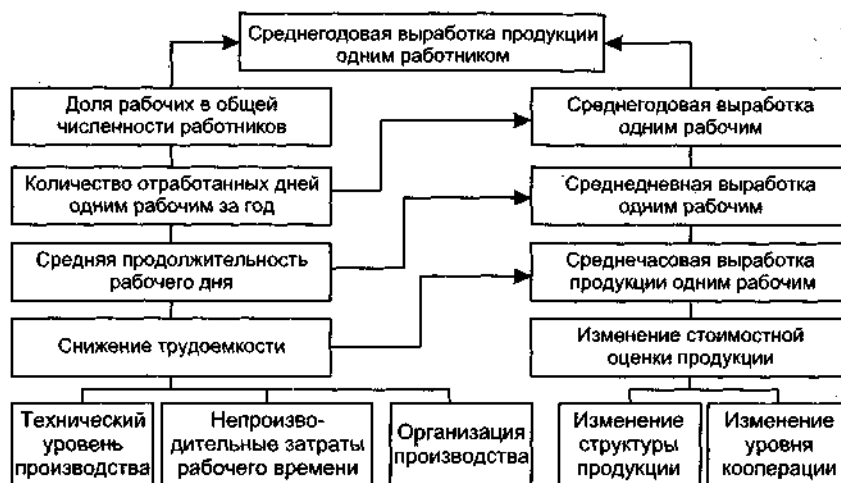 Среднегодовая выработка продукции
одним работником
Доля рабочих в общей
численности работников
Среднегодовая выработка
одним рабочим
Количество отработанных дней
одним рабочим за год
Среднедневная выработка
одним рабочим
Средняя продолжительность
рабочего дня
Среднечасовая выработка
продукции одним рабочим
Снижение трудоемкости
Изменение стоимостной
оценки продукции
Технический
уровень
производства
Непроизво-
дительные затраты
рабочего времени
Организация
производства
Изменение
структуры
продукции
Изменение
уровня
кооперации